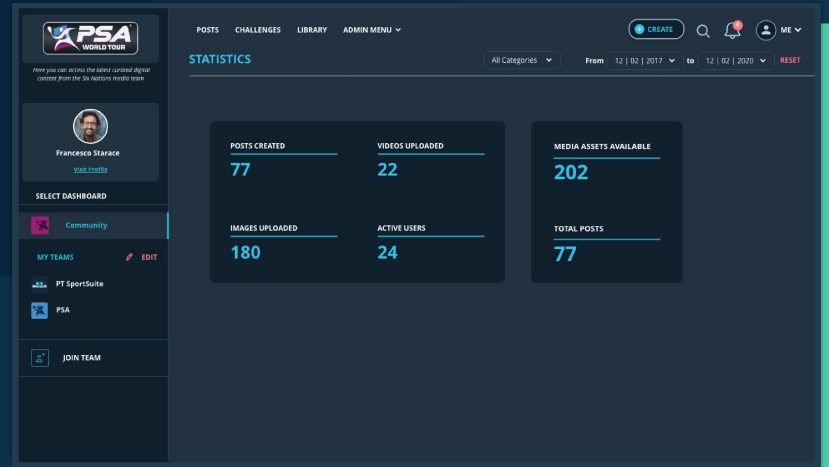 PSA
WORLD TOUR
Here you can access the latest curated digital
content from the Six Nations media team
Francesco Starace
Visit Profile
SELECT DASHBOARD
Community
MY TEAMS EDIT
PT SportSuite
PSA
JOIN TEAM
POSTS CHALLENGES LIBRARY ADMIN MENU CREATE ME
STATISTICS All Categories From 12 | 02 | 2017 to 12 | 02 | 2020 RESET
POSTS CREATED VIDEOS UPLOADED MEDIA ASSETS AVAILABLE
77 22 202
IMAGES UPLOADED ACTIVE USERS TOTAL POSTS
180 24 77